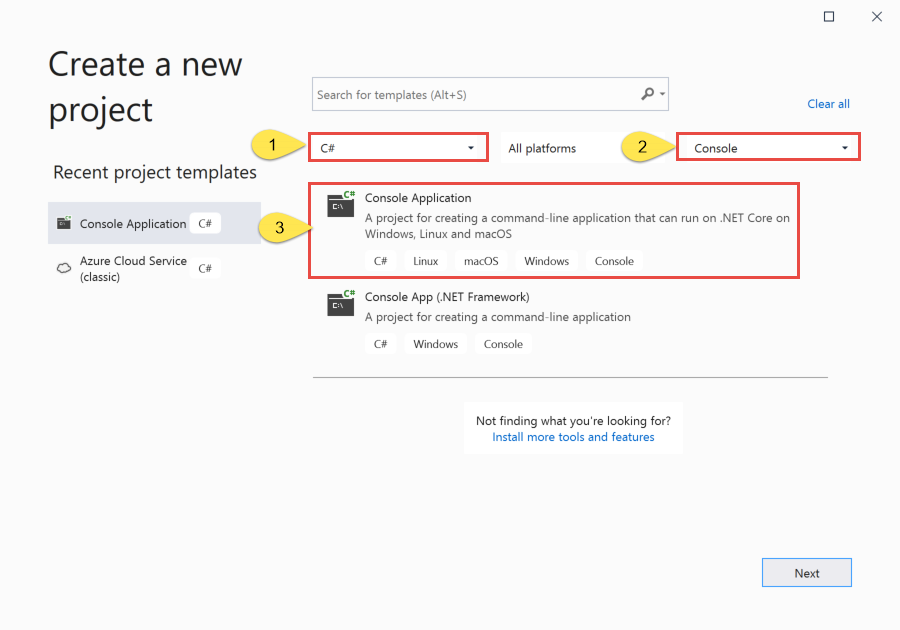 Create a new
project
Search for templates (Alt+S)
Clear all
1
C#
All platforms
2
Console
Recent project templates
Console Application C#
Azure Cloud Service
(classic)
C#
3
C#
E:\
Console Application
A project for creating a command-line application that can run on .NET Core on
Windows, Linux and macOS
C# Linux macOS Windows Console
C#
E:\
Console App (.NET Framework)
A project for creating a command-line application
C# Windows Console
Not finding what you're looking for?
Install more tools and features
Next